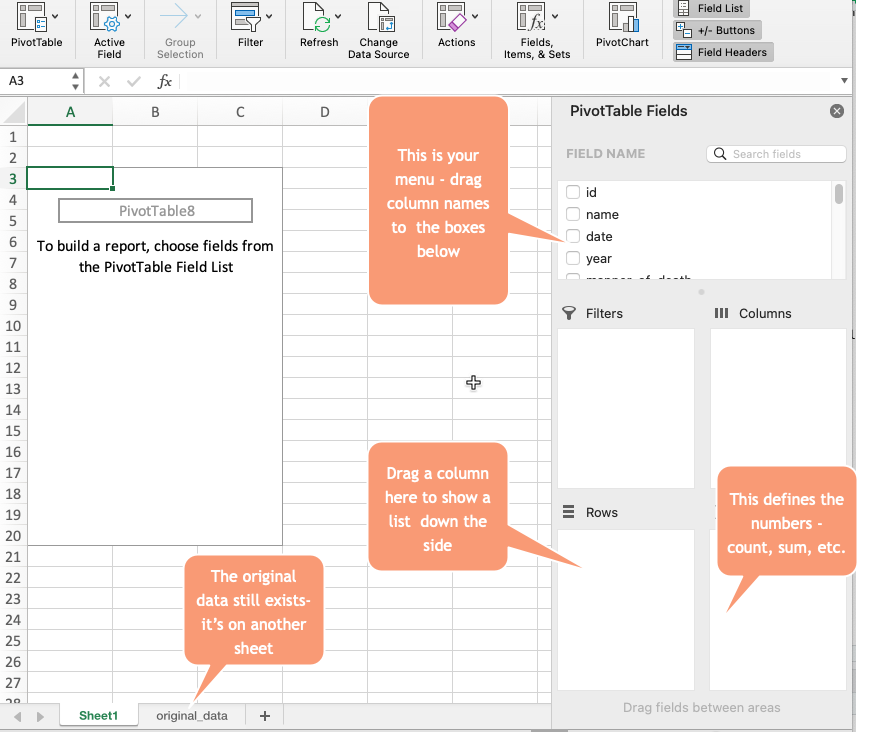 PivotTable
Active
Field
Group
Selection
Filter
Refresh
Change
Data Source
Actions
Fields,
Items, & Sets
PivotChart
Field List
+/- Buttons
Field Headers
A3
fx
A B C D
1
2
3
4
5
6
7
8
9
10
11
12
13
14
15
16
17
18
19
20
21
22
23
24
25
26
27
28
PivotTable8
To build a report, choose fields from
the PivotTable Field List
This is your
menu - drag
column names
to the boxes
below
Drag a column
here to show a
list down the
side
The original
data still exists-
it's on another
sheet
Sheet1
original_data
+
PivotTable Fields
FIELD NAME
Search fields
id
name
date
year
manner_of_death
Filters
Columns
Rows
This defines the
numbers -
count, sum, etc.
Drag fields between areas